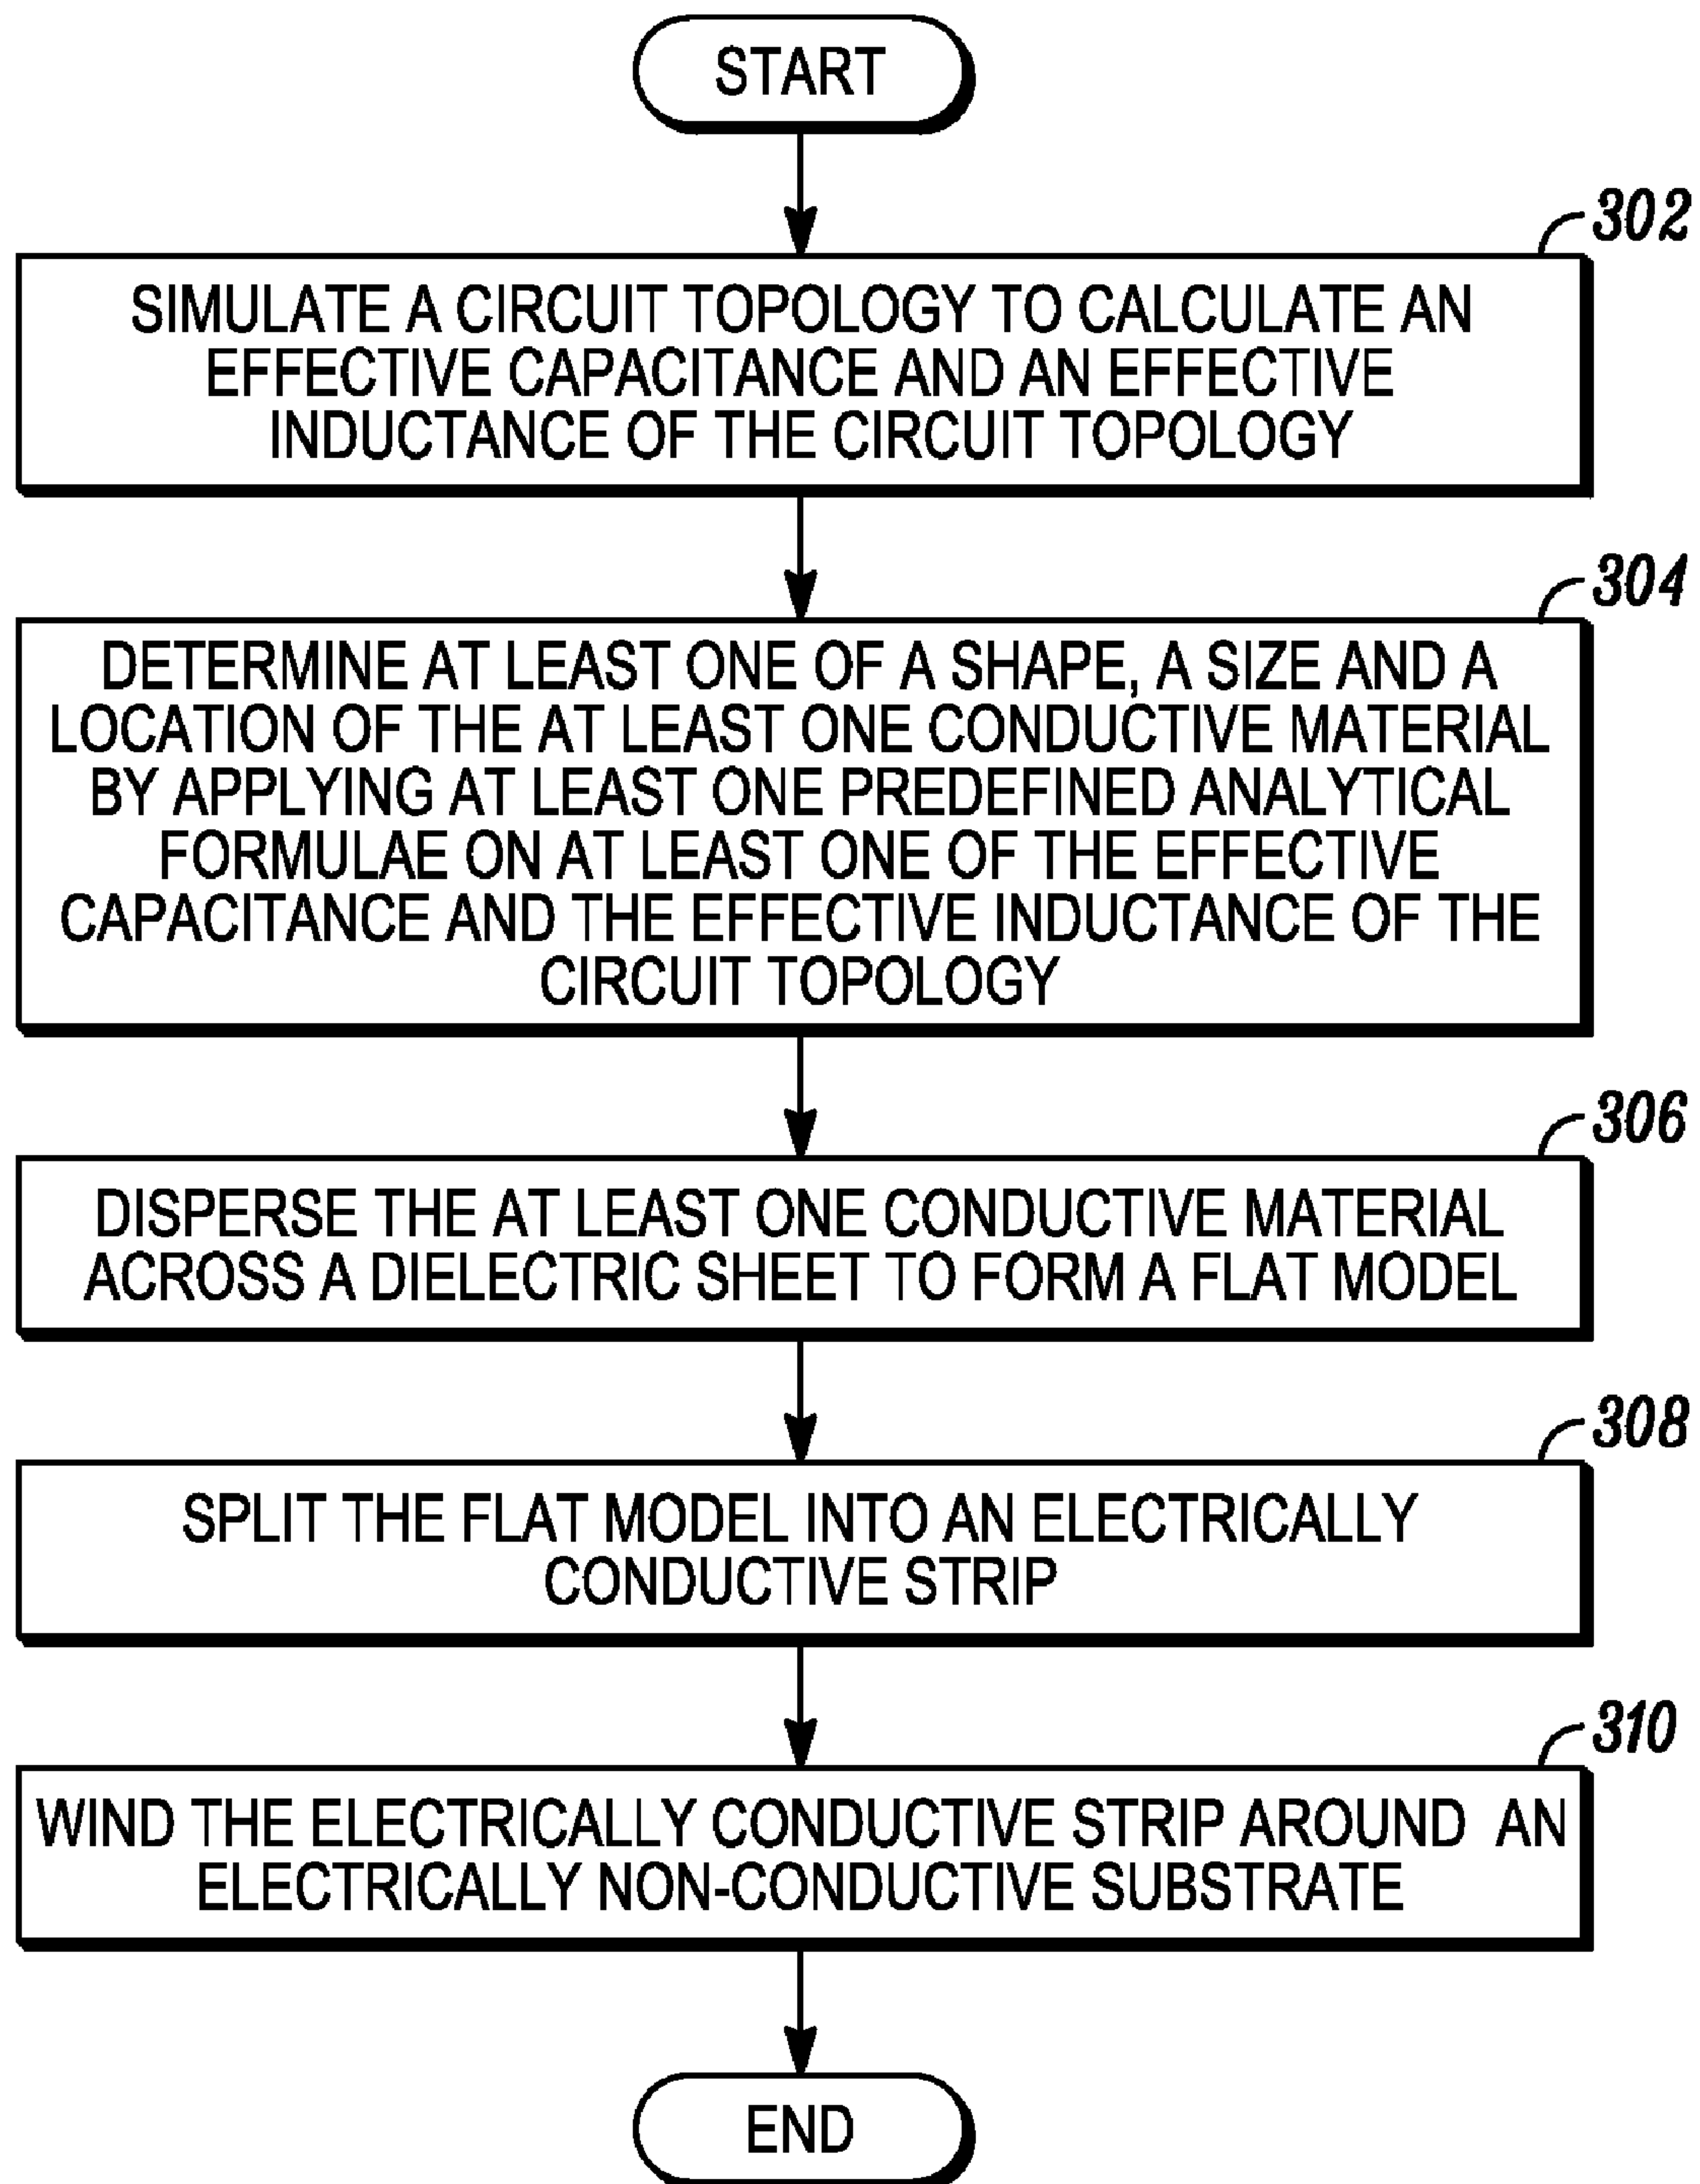 START
302
SIMULATE A CIRCUIT TOPOLOGY TO CALCULATE AN
EFFECTIVE CAPACITANCE AND AN EFFECTIVE
INDUCTANCE OF THE CIRCUIT TOPOLOGY
304
DETERMINE AT LEAST ONE OF A SHAPE, A SIZE AND A
LOCATION OF THE AT LEAST ONE CONDUCTIVE MATERIAL
BY APPLYING AT LEAST ONE PREDEFINED ANALYTICAL
FORMULAE ON AT LEAST ONE OF THE EFFECTIVE
CAPACITANCE AND THE EFFECTIVE INDUCTANCE OF THE
CIRCUIT TOPOLOGY
306
DISPERSE THE AT LEAST ONE CONDUCTIVE MATERIAL
ACROSS A DIELECTRIC SHEET TO FORM A FLAT MODEL
308
SPLIT THE FLAT MODEL INTO AN ELECTRICALLY
CONDUCTIVE STRIP
310
WIND THE ELECTRICALLY CONDUCTIVE STRIP AROUND AN
ELECTRICALLY NON-CONDUCTIVE SUBSTRATE
END